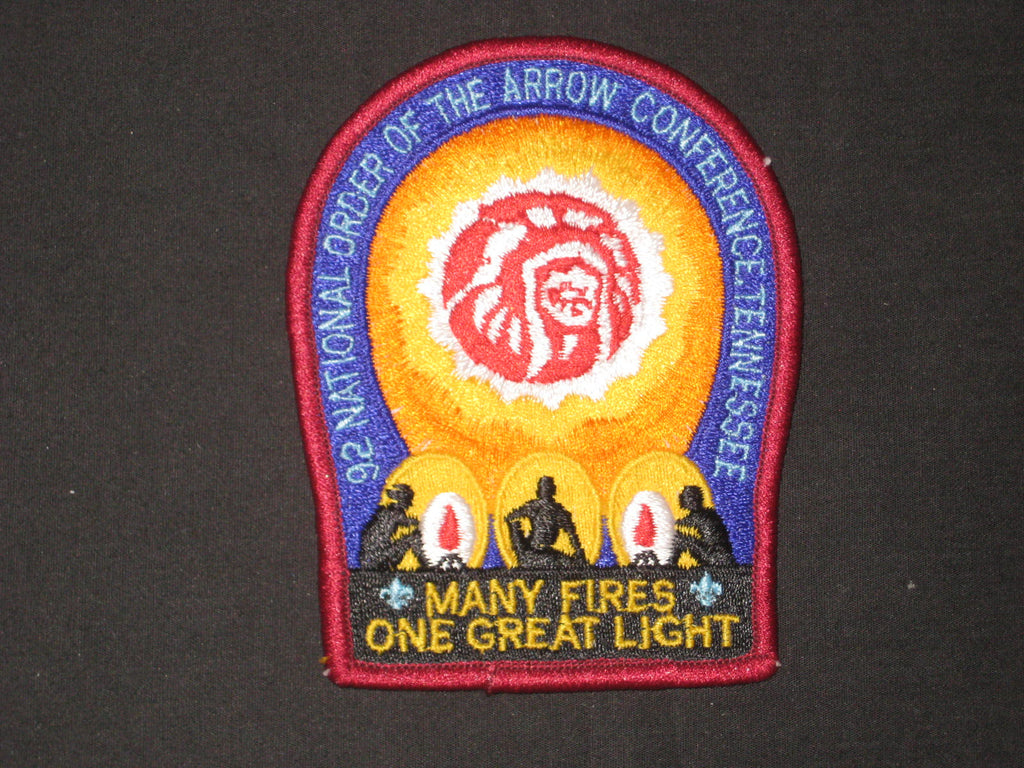 92 NATIONAL ORDER OF THE ARROW CONFERENCE TENNESSEE
MANY FIRES
ONE GREAT LIGHT